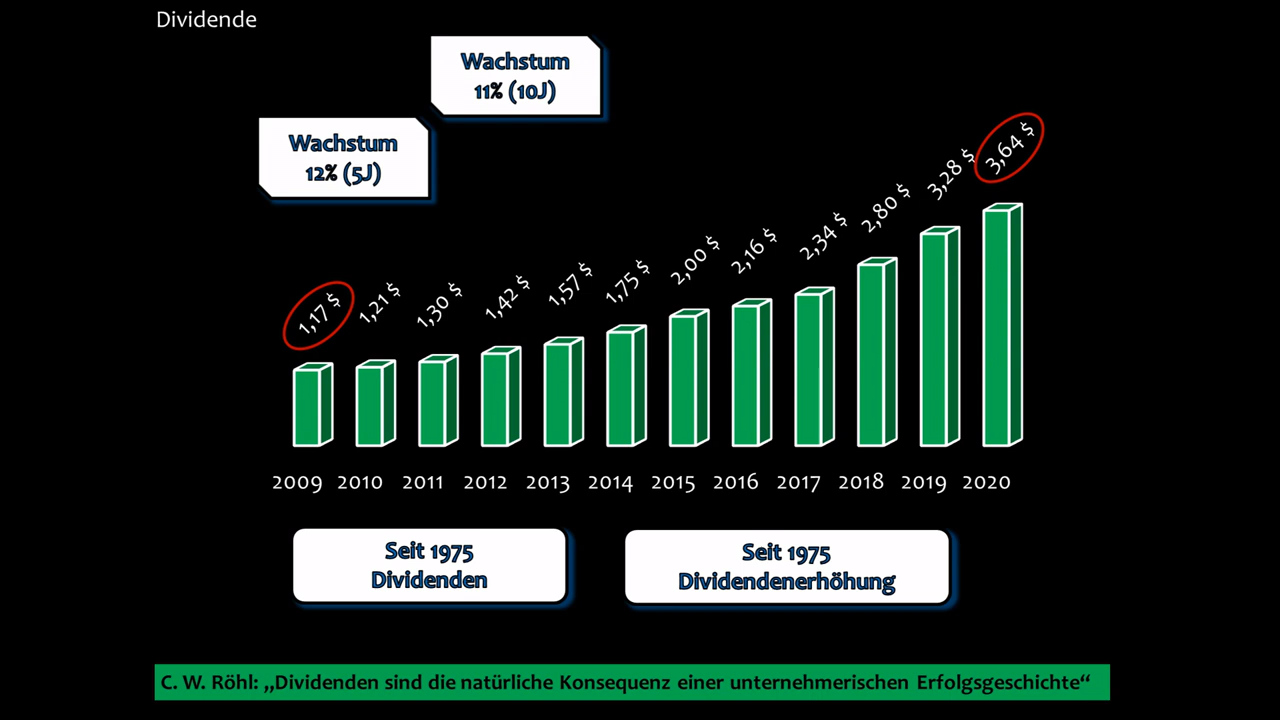 Dividende
Wachstum
11% (10J)
Wachstum
12% (5J)
1,17 $
1,21 $
1,30 $
1,42 $
1,57 $
1,75 $
2,00 $
2,16 $
2,34 $
2,80 $
3,28 $
3,64 $
2009 2010 2011 2012 2013 2014 2015 2016 2017 2018 2019 2020
Seit 1975
Dividenden
Seit 1975
Dividendenerhöhung
C. W. Röhl: „Dividenden sind die natürliche Konsequenz einer unternehmerischen Erfolgsgeschichte“